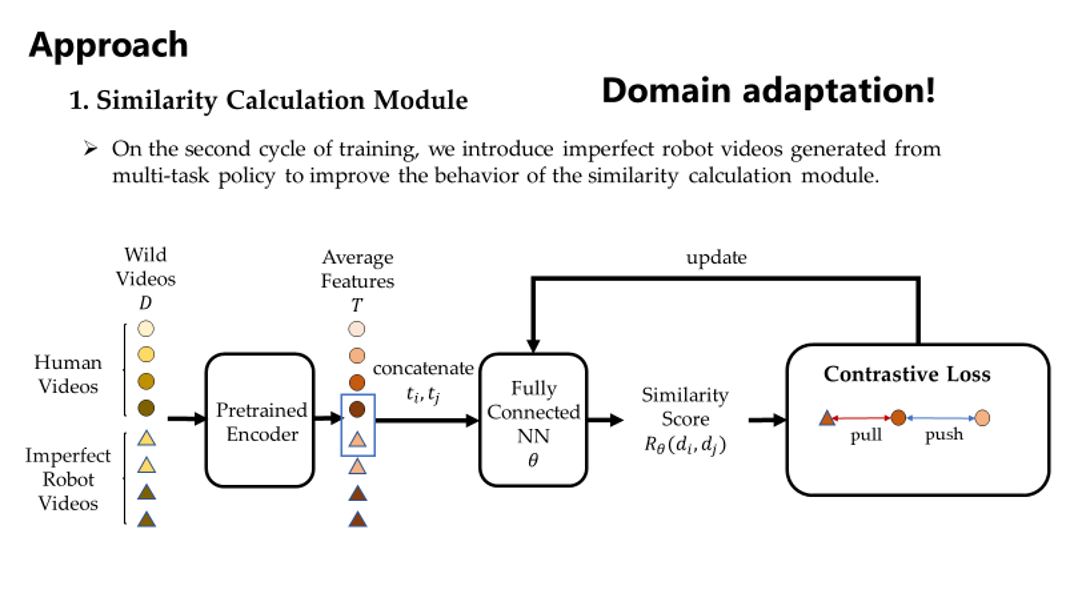 Approach
1. Similarity Calculation Module
Domain adaptation!
➢ On the second cycle of training, we introduce imperfect robot videos generated from
multi-task policy to improve the behavior of the similarity calculation module.
Wild
Videos
D
Human
Videos
Imperfect
Robot
Videos
Pretrained
Encoder
Average
Features
T
concatenate
t_i, t_j
Fully
Connected
NN
θ
Similarity
Score
R_θ(d_i, d_j)
update
Contrastive Loss
pull
push